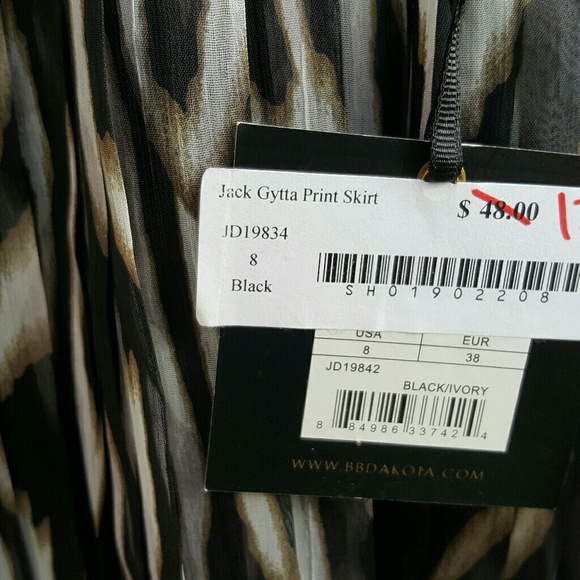 Jack Gytta Print Skirt
$ 48.00
JD19834
8
Black
SH01902208
USA EUR
8 38
JD19842
BLACK/IVORY
8 84986 33742 4
WWW.BBDAKOTA.COM